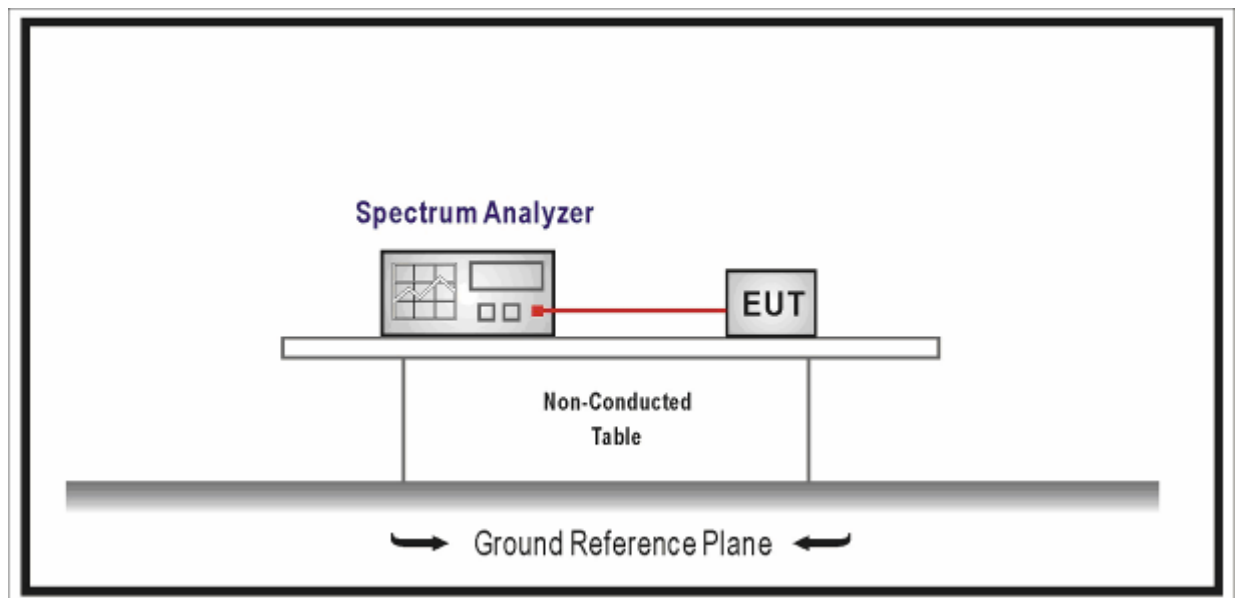 Spectrum Analyzer
EUT
Non-Conducted
Table
Ground Reference Plane